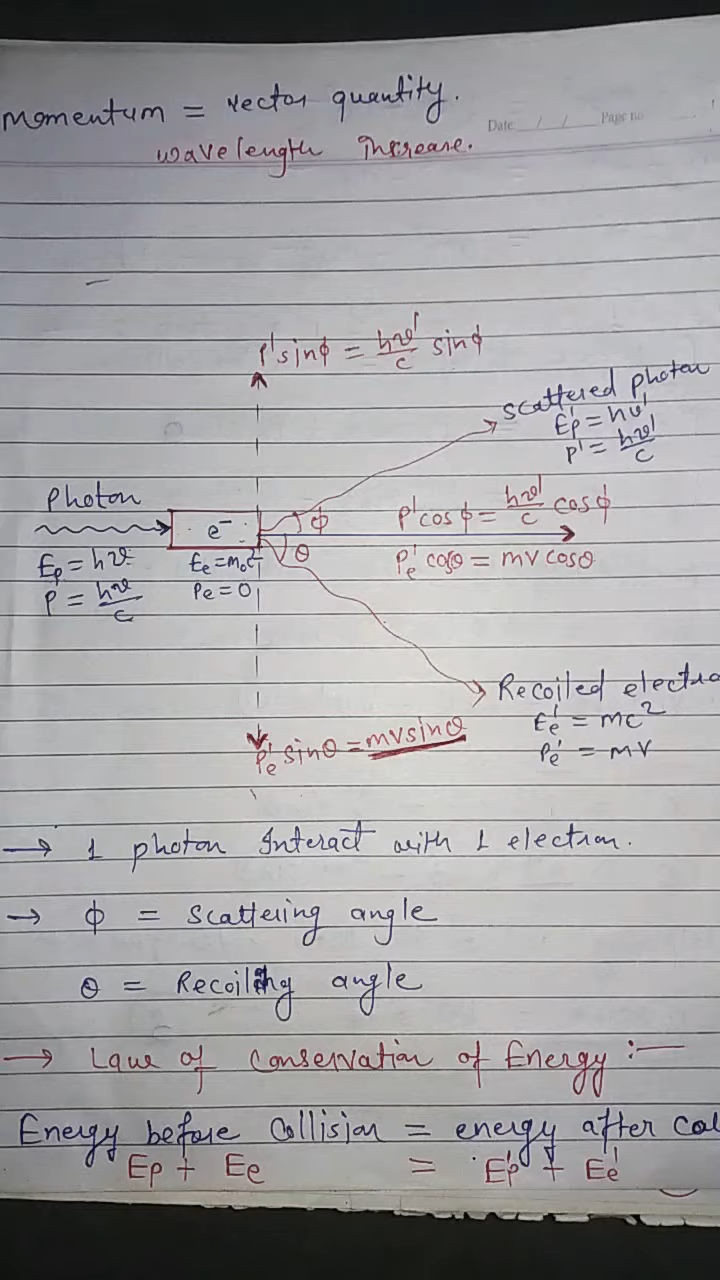 Momentum = vector quantity.
Date / / Page no
wavelength increase.
P'sinϕ = hν'/c sinϕ
Scattered photon
Ep' = hν'
P' = hν'/c
Photon
e⁻
ϕ
P'cosϕ = hν'/c cosϕ
θ
Pe' cosθ = mv cosθ
Ep = hν
Ee = m₀c²
P = hν/c
Pe = 0
Recoiled
Ee' = mc²
Pe' = mv
Pe' sinθ = mvsinθ
→ 1 photon Interact with 1 electron.
→ ϕ = Scattering angle
θ = Recoiling angle
→ Law of Conservation of Energy :—
Energy before Collision = energy after
Ep + Ee = Ep' + Ee'